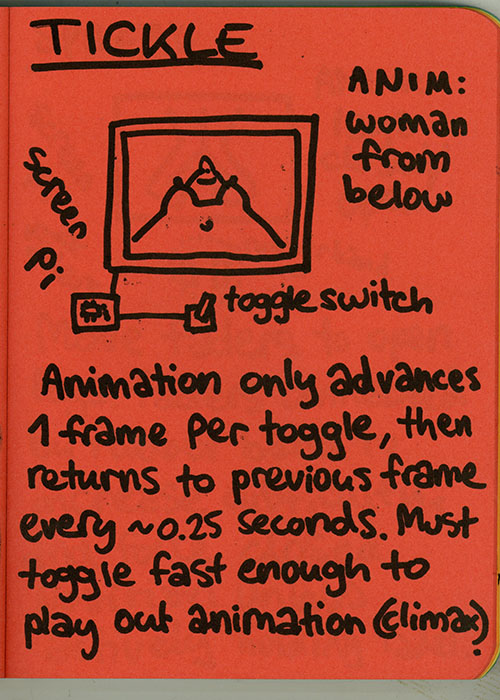 TICKLE
ANIM:
woman
from
below
screen
pi
toggle switch
Animation only advances
1 frame per toggle, then
returns to previous frame
every ~0.25 seconds. Must
toggle fast enough to
play out animation (climax).